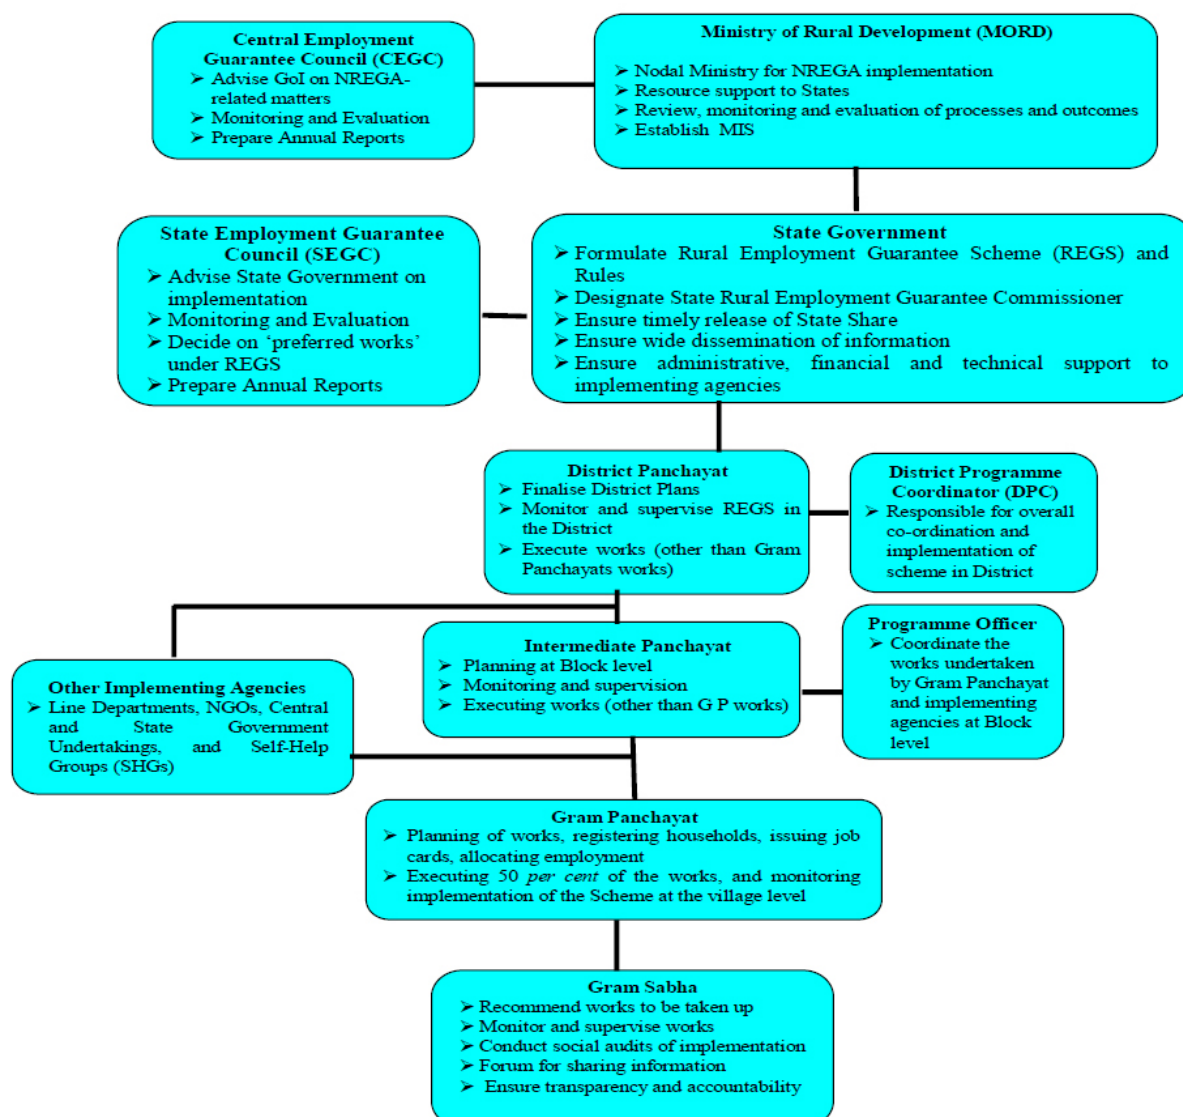 Central Employment
Guarantee Council (CEGC)
➢ Advise GoI on NREGA-
related matters
➢ Monitoring and Evaluation
➢ Prepare Annual Reports
Ministry of Rural Development (MORD)
➢ Nodal Ministry for NREGA implementation
➢ Resource support to States
➢ Review, monitoring and evaluation of processes and outcomes
➢ Establish MIS
State Employment Guarantee
Council (SEGC)
➢ Advise State Government on
implementation
➢ Monitoring and Evaluation
➢ Decide on ‘preferred works’
under REGS
➢ Prepare Annual Reports
State Government
➢ Formulate Rural Employment Guarantee Scheme (REGS) and
Rules
➢ Designate State Rural Employment Guarantee Commissioner
➢ Ensure timely release of State Share
➢ Ensure wide dissemination of information
➢ Ensure administrative, financial and technical support to
implementing agencies
District Panchayat
➢ Finalise District Plans
➢ Monitor and supervise REGS in
the District
➢ Execute works (other than Gram
Panchayats works)
District Programme
Coordinator (DPC)
➢ Responsible for overall
co-ordination and
implementation of
scheme in District
Intermediate Panchayat
➢ Planning at Block level
➢ Monitoring and supervision
➢ Executing works (other than G P works)
Programme Officer
➢ Coordinate the
works undertaken
by Gram Panchayat
and implementing
agencies at Block
level
Other Implementing Agencies
➢ Line Departments, NGOs, Central
and State Government
Undertakings, and Self-Help
Groups (SHGs)
Gram Panchayat
➢ Planning of works, registering households, issuing job
cards, allocating employment
➢ Executing 50 per cent of the works, and monitoring
implementation of the Scheme at the village level
Gram Sabha
➢ Recommend works to be taken up
➢ Monitor and supervise works
➢ Conduct social audits of implementation
➢ Forum for sharing information
➢ Ensure transparency and accountability